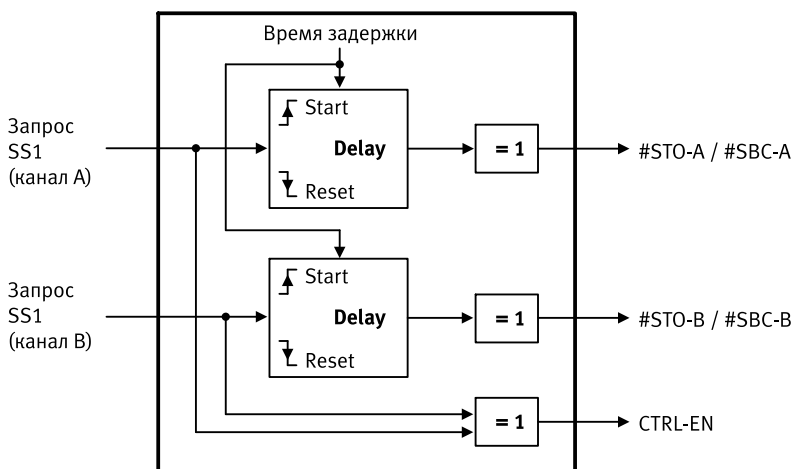 Время задержки
Start
Запрос
SS1
(канал A)
Delay
= 1
#STO-A / #SBC-A
Reset
Start
Запрос
SS1
(канал B)
Delay
= 1
#STO-B / #SBC-B
Reset
= 1
CTRL-EN